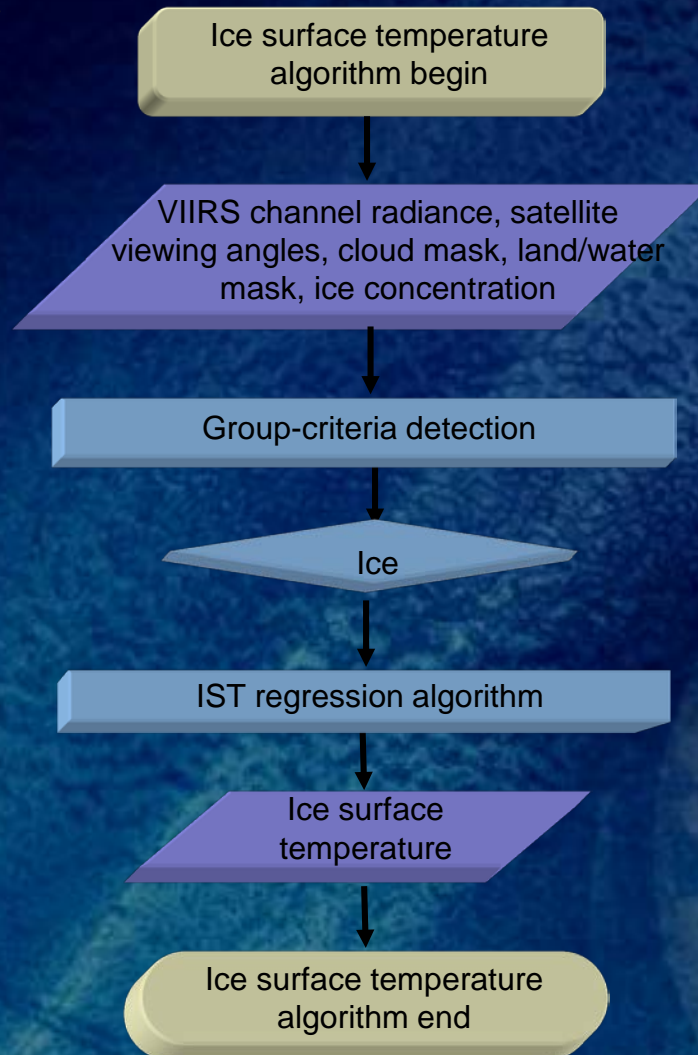 Ice surface temperature
algorithm begin
VIIRS channel radiance, satellite
viewing angles, cloud mask, land/water
mask, ice concentration
Group-criteria detection
Ice
IST regression algorithm
Ice surface
temperature
Ice surface temperature
algorithm end